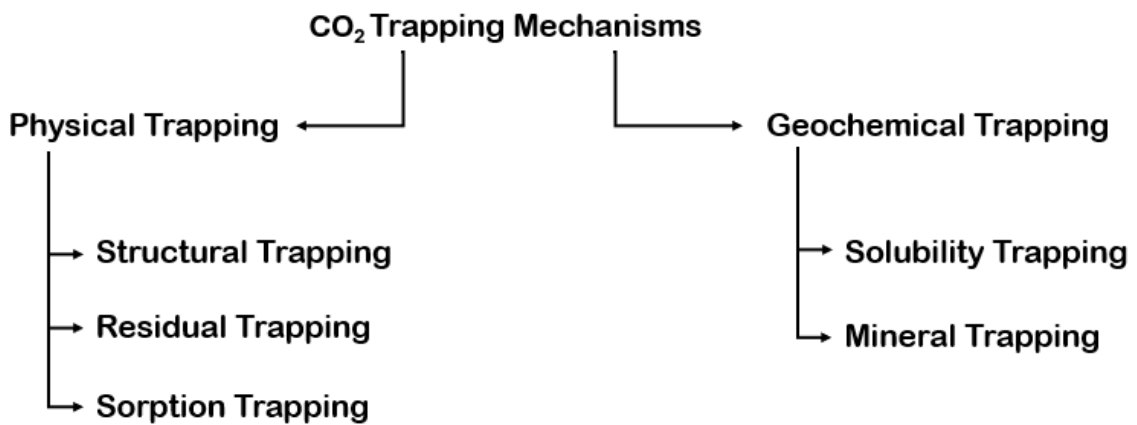 CO₂ Trapping Mechanisms
Physical Trapping
Structural Trapping
Residual Trapping
Sorption Trapping
Geochemical Trapping
Solubility Trapping
Mineral Trapping